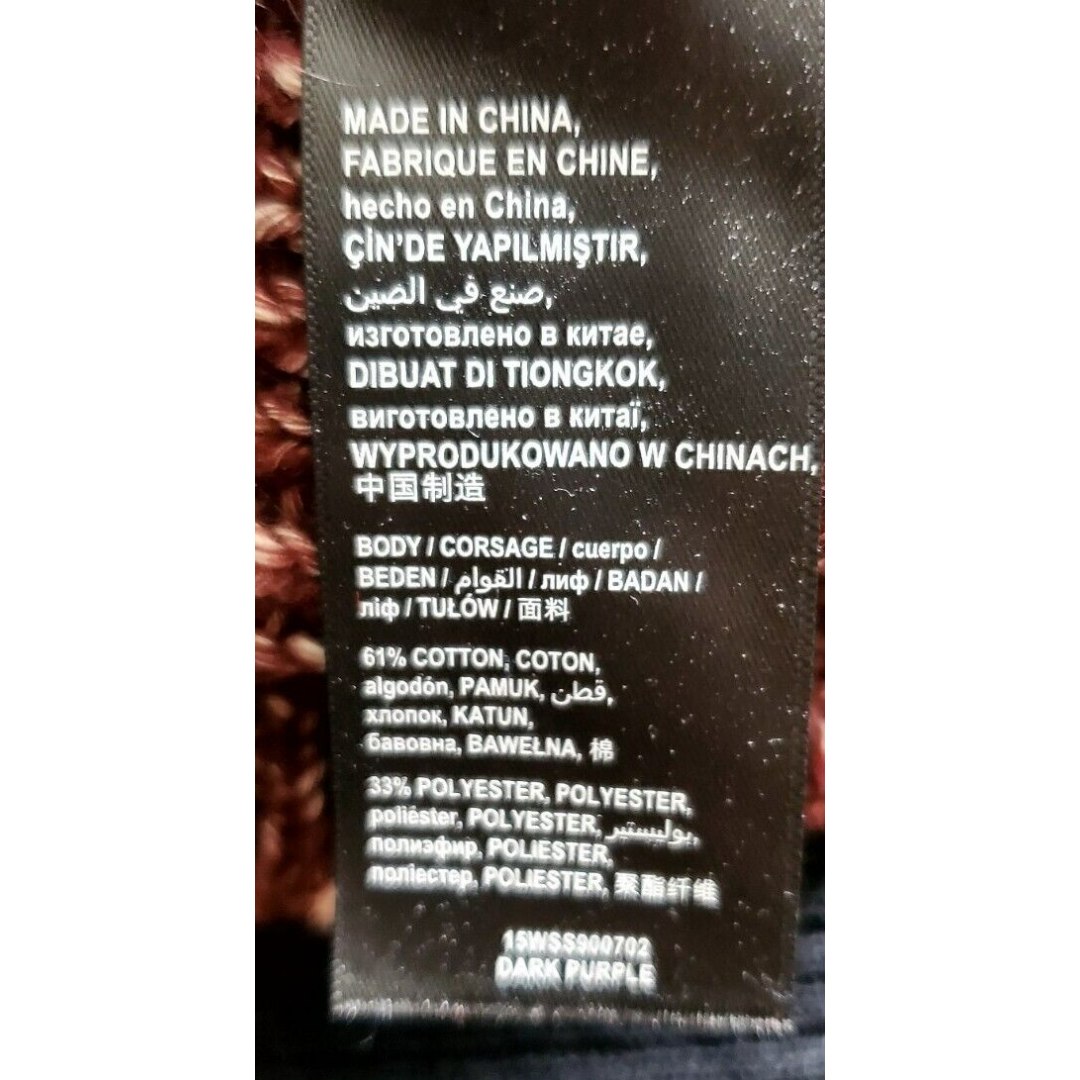 MADE IN CHINA,
FABRIQUE EN CHINE,
hecho en China,
ÇİN'DE YAPILMIŞTIR,
صنع في الصين,
изготовлено в китае,
DIBUAT DI TIONGKOK,
виготовлено в китаї,
WYPRODUKOWANO W CHINACH,
中国制造
BODY / CORSAGE / cuerpo /
BEDEN / القوام / лиф / BADAN /
ліф / TUŁÓW / 面料
61% COTTON, COTON,
algodón, PAMUK, قطن,
хлопок, KATUN,
бавовна, BAWEŁNA, 棉
33% POLYESTER, POLYESTER,
poliéster, POLYESTER, بوليستير,
полиэфир, POLIESTER,
поліестер, POLIESTER, 聚酯纤维
15WSS900702
DARK PURPLE